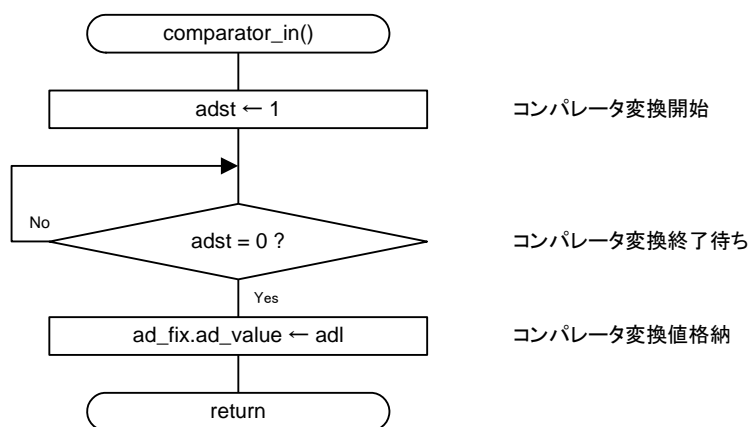 comparator_in()
adst ← 1
コンパレータ変換開始
No
adst = 0 ?
コンパレータ変換終了待ち
Yes
ad_fix.ad_value ← adl
コンパレータ変換値格納
return